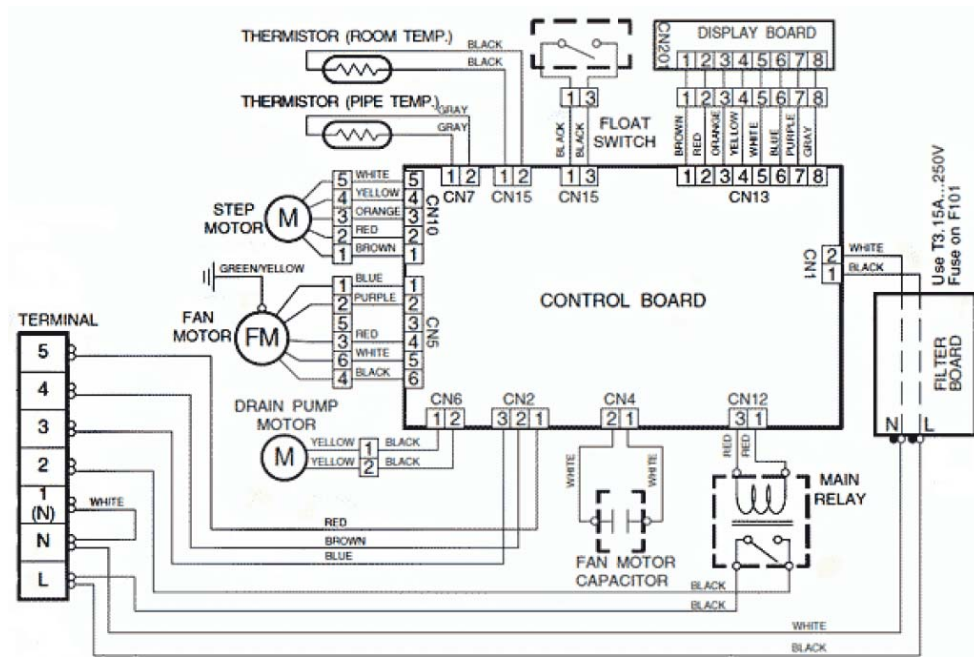 THERMISTOR (ROOM TEMP.)
BLACK
BLACK
THERMISTOR (PIPE TEMP.)
GRAY
GRAY
1 3
FLOAT
SWITCH
BLACK
BLACK
CN201
DISPLAY BOARD
1 2 3 4 5 6 7 8
1 2 3 4 5 6 7 8
BROWN
RED
ORANGE
YELLOW
WHITE
BLUE
PURPLE
GRAY
1 2
CN7
1 2
CN15
1 3
CN15
1 2 3 4 5 6 7 8
CN13
STEP
MOTOR
M
5 WHITE 5
4 YELLOW 4
3 ORANGE 3
2 RED 2
1 BROWN 1
CN10
GREEN/YELLOW
FAN
MOTOR
FM
1 BLUE 1
2 PURPLE 2
5 3
3 RED 4
6 WHITE 5
4 BLACK 6
CN5
CONTROL BOARD
CN1
2 WHITE
1 BLACK
Use T3.15A...250V
Fuse on F101
FILTER
BOARD
N L
TERMINAL
5
4
3
2
1
(N)
N
L
WHITE
DRAIN PUMP
MOTOR
M
YELLOW 1 BLACK
YELLOW 2 BLACK
CN6
1 2
CN2
3 2 1
CN4
2 1
CN12
3 1
WHITE
WHITE
RED
RED
FAN MOTOR
CAPACITOR
MAIN
RELAY
RED
BROWN
BLUE
BLACK
BLACK
WHITE
BLACK